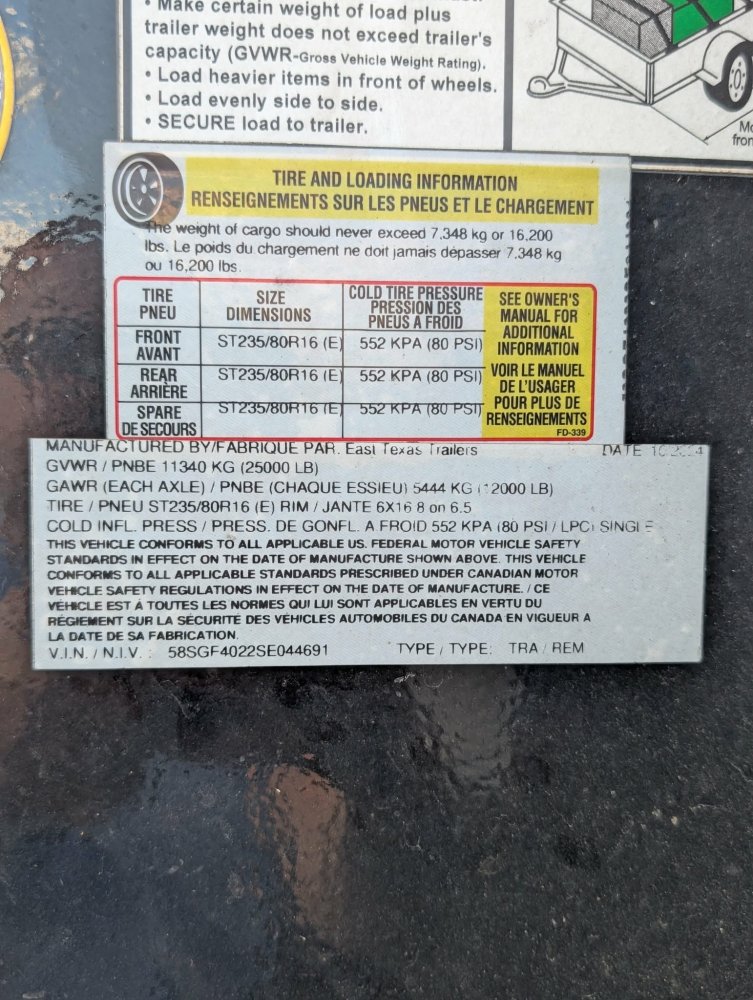 • Make certain weight of load plus
trailer weight does not exceed trailer's
capacity (GVWR-Gross Vehicle Weight Rating).
• Load heavier items in front of wheels.
• Load evenly side to side.
• SECURE load to trailer.
TIRE AND LOADING INFORMATION
RENSEIGNEMENTS SUR LES PNEUS ET LE CHARGEMENT
The weight of cargo should never exceed 7,348 kg or 16,200
lbs. Le poids du chargement ne doit jamais dépasser 7,348 kg
ou 16,200 lbs.
TIRE
PNEU
SIZE
DIMENSIONS
COLD TIRE PRESSURE
PRESSION DES
PNEUS A FROID
SEE OWNER'S
MANUAL FOR
ADDITIONAL
INFORMATION
VOIR LE MANUEL
DE L'USAGER
POUR PLUS DE
RENSEIGNEMENTS
FD-339
FRONT
AVANT
ST235/80R16 (E) 552 KPA (80 PSI)
REAR
ARRIÈRE
ST235/80R16 (E) 552 KPA (80 PSI)
SPARE
DE SECOURS
ST235/80R16 (E) 552 KPA (80 PSI)
MANUFACTURED BY/FABRIQUE PAR: East Texas Trailers DATE
GVWR / PNBE 11340 KG (25000 LB)
GAWR (EACH AXLE) / PNBE (CHAQUE ESSIEU) 5444 KG (12000 LB)
TIRE / PNEU ST235/80R16 (E) RIM / JANTE 6X16 8 on 6.5
COLD INFL. PRESS / PRESS. DE GONFL. A FROID 552 KPA (80 PSI / LPC) SINGLE
THIS VEHICLE CONFORMS TO ALL APPLICABLE US. FEDERAL MOTOR VEHICLE SAFETY
STANDARDS IN EFFECT ON THE DATE OF MANUFACTURE SHOWN ABOVE. THIS VEHICLE
CONFORMS TO ALL APPLICABLE STANDARDS PRESCRIBED UNDER CANADIAN MOTOR
VEHICLE SAFETY REGULATIONS IN EFFECT ON THE DATE OF MANUFACTURE. / CE
VÉHICLE EST À TOUTES LES NORMES QUI LUI SONT APPLICABLES EN VERTU DU
RÉGIEMENT SUR LA SÉCURITÉ DES VÉHICLES AUTOMOBILES DU CANADA EN VIGUEUR A
LA DATE DE SA FABRICATION.
V.I.N. / N.I.V. : 58SGF4022SE044691 TYPE / TYPE: TRA / REM